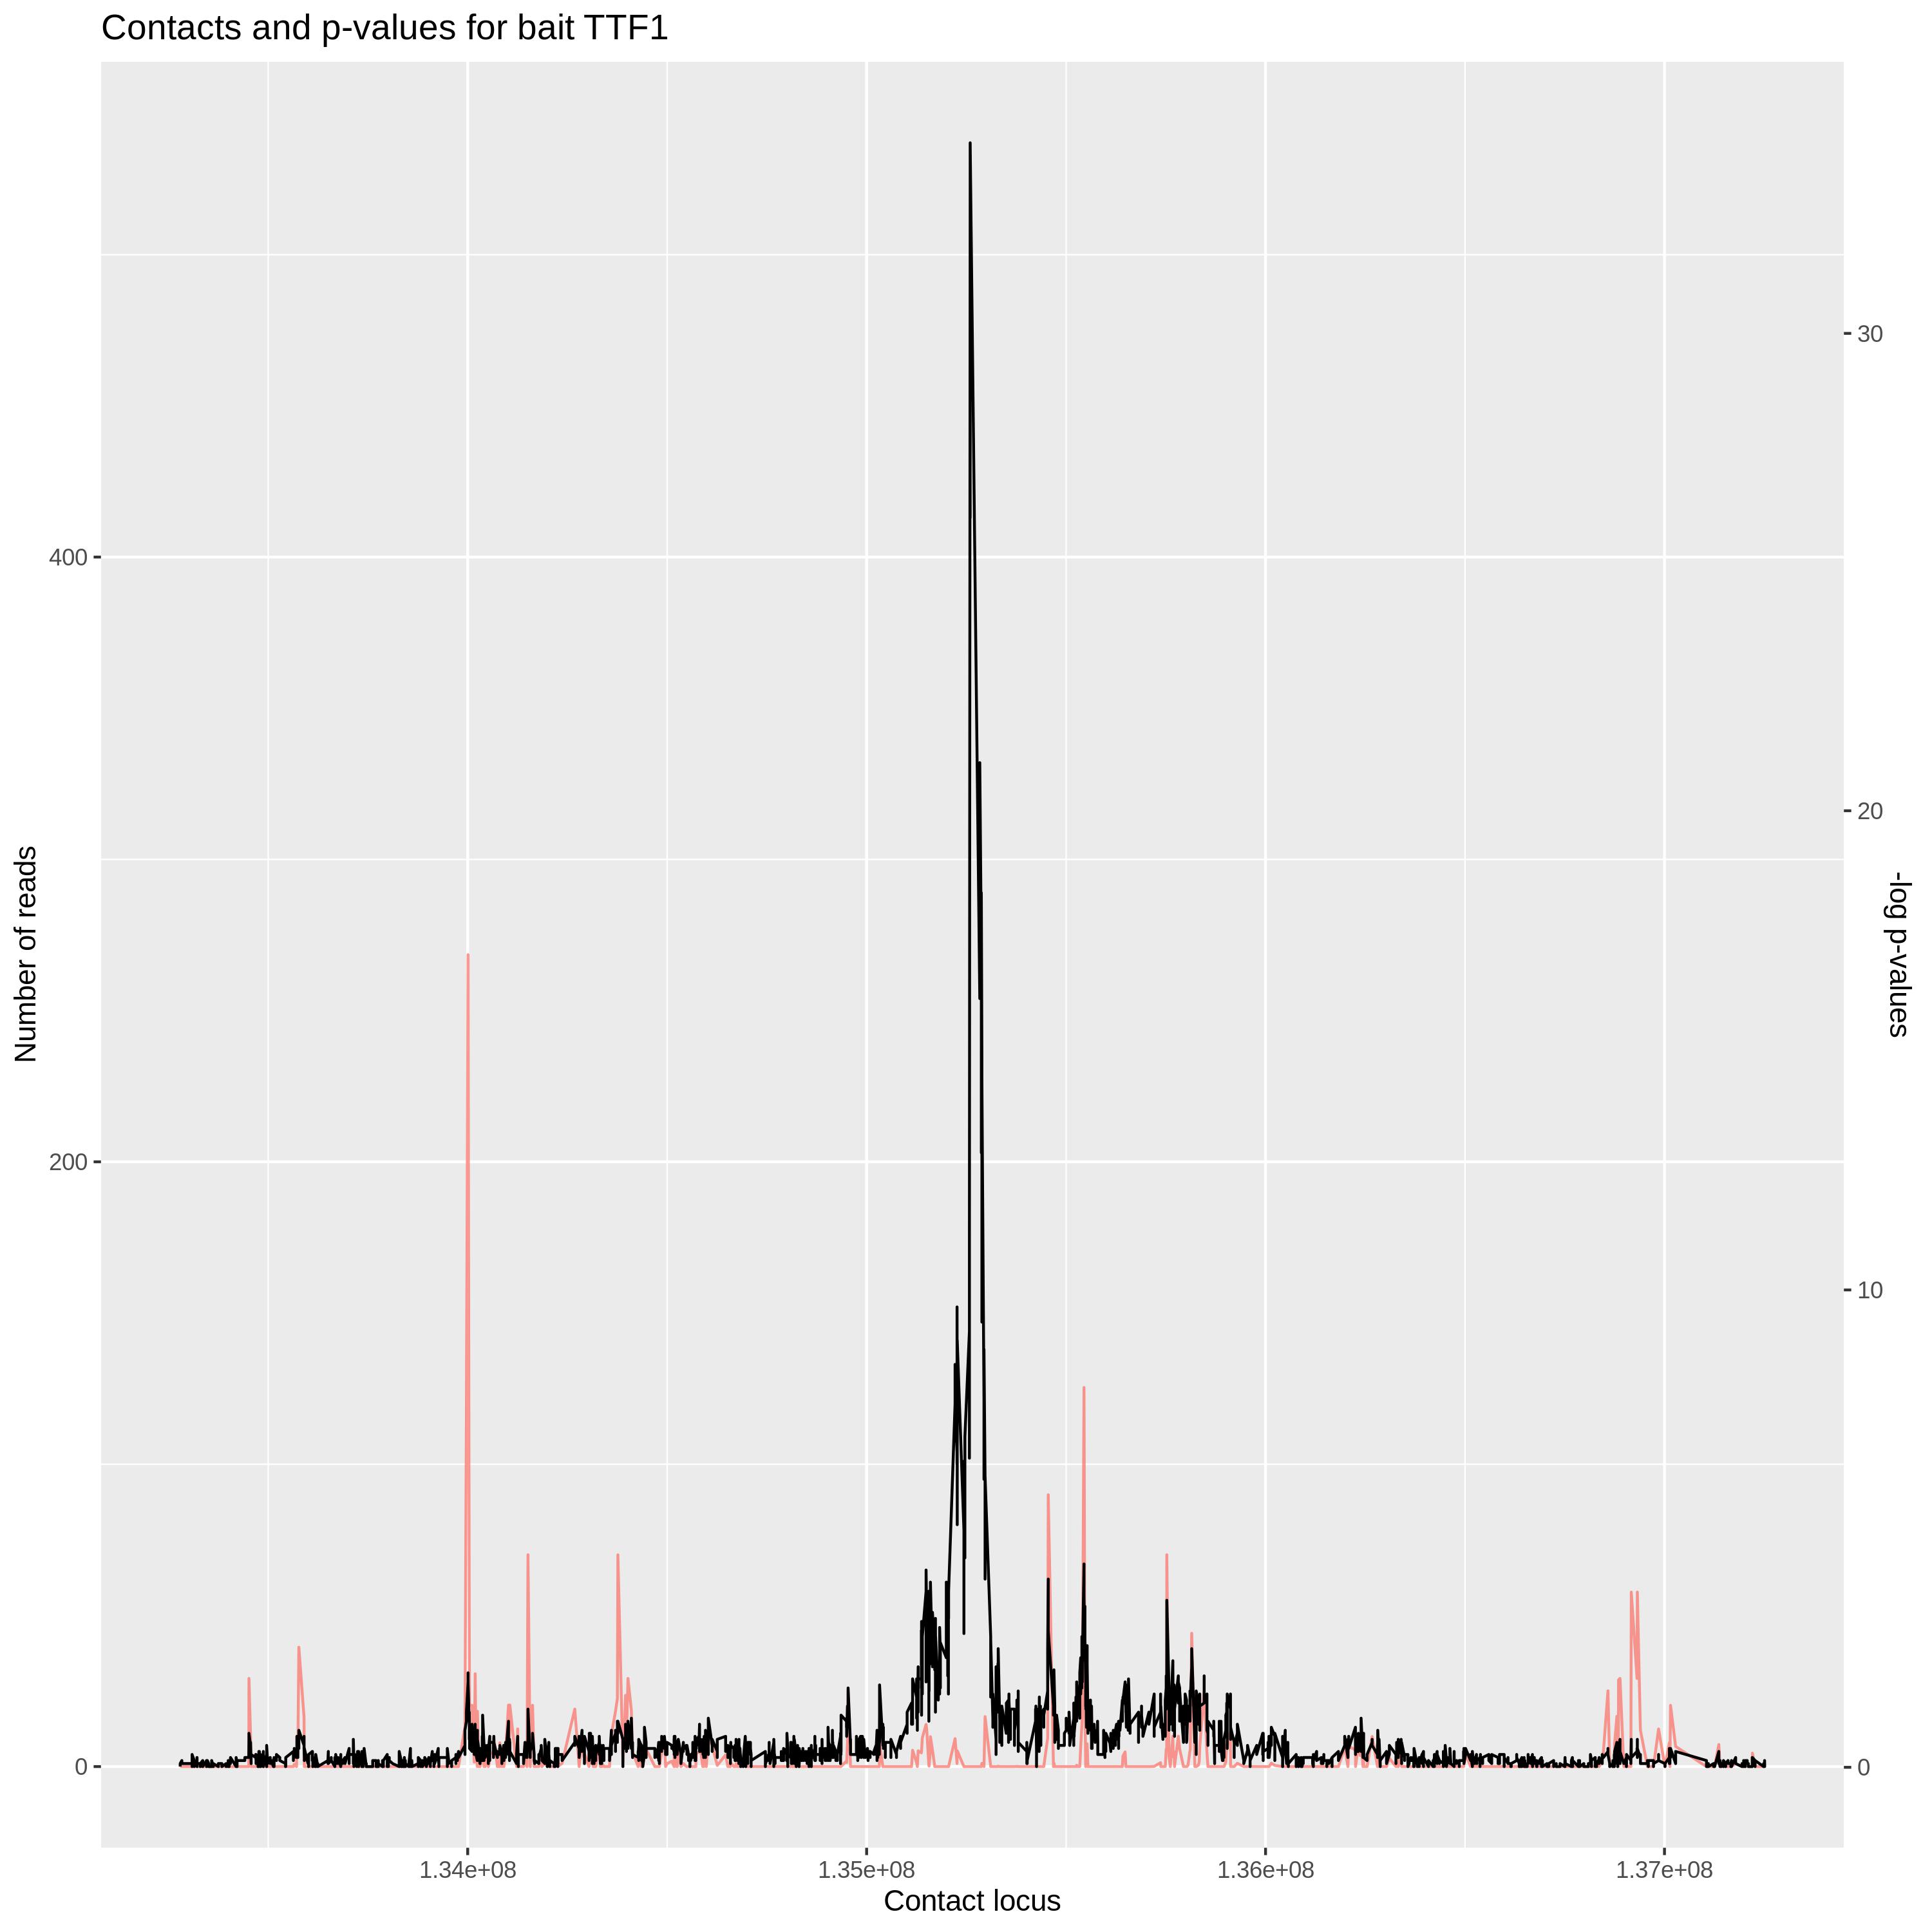 Contacts and p-values for bait TTF1
400
200
0
Number of reads
30
20
10
0
-log p-values
1.34e+08
1.35e+08
1.36e+08
1.37e+08
Contact locus